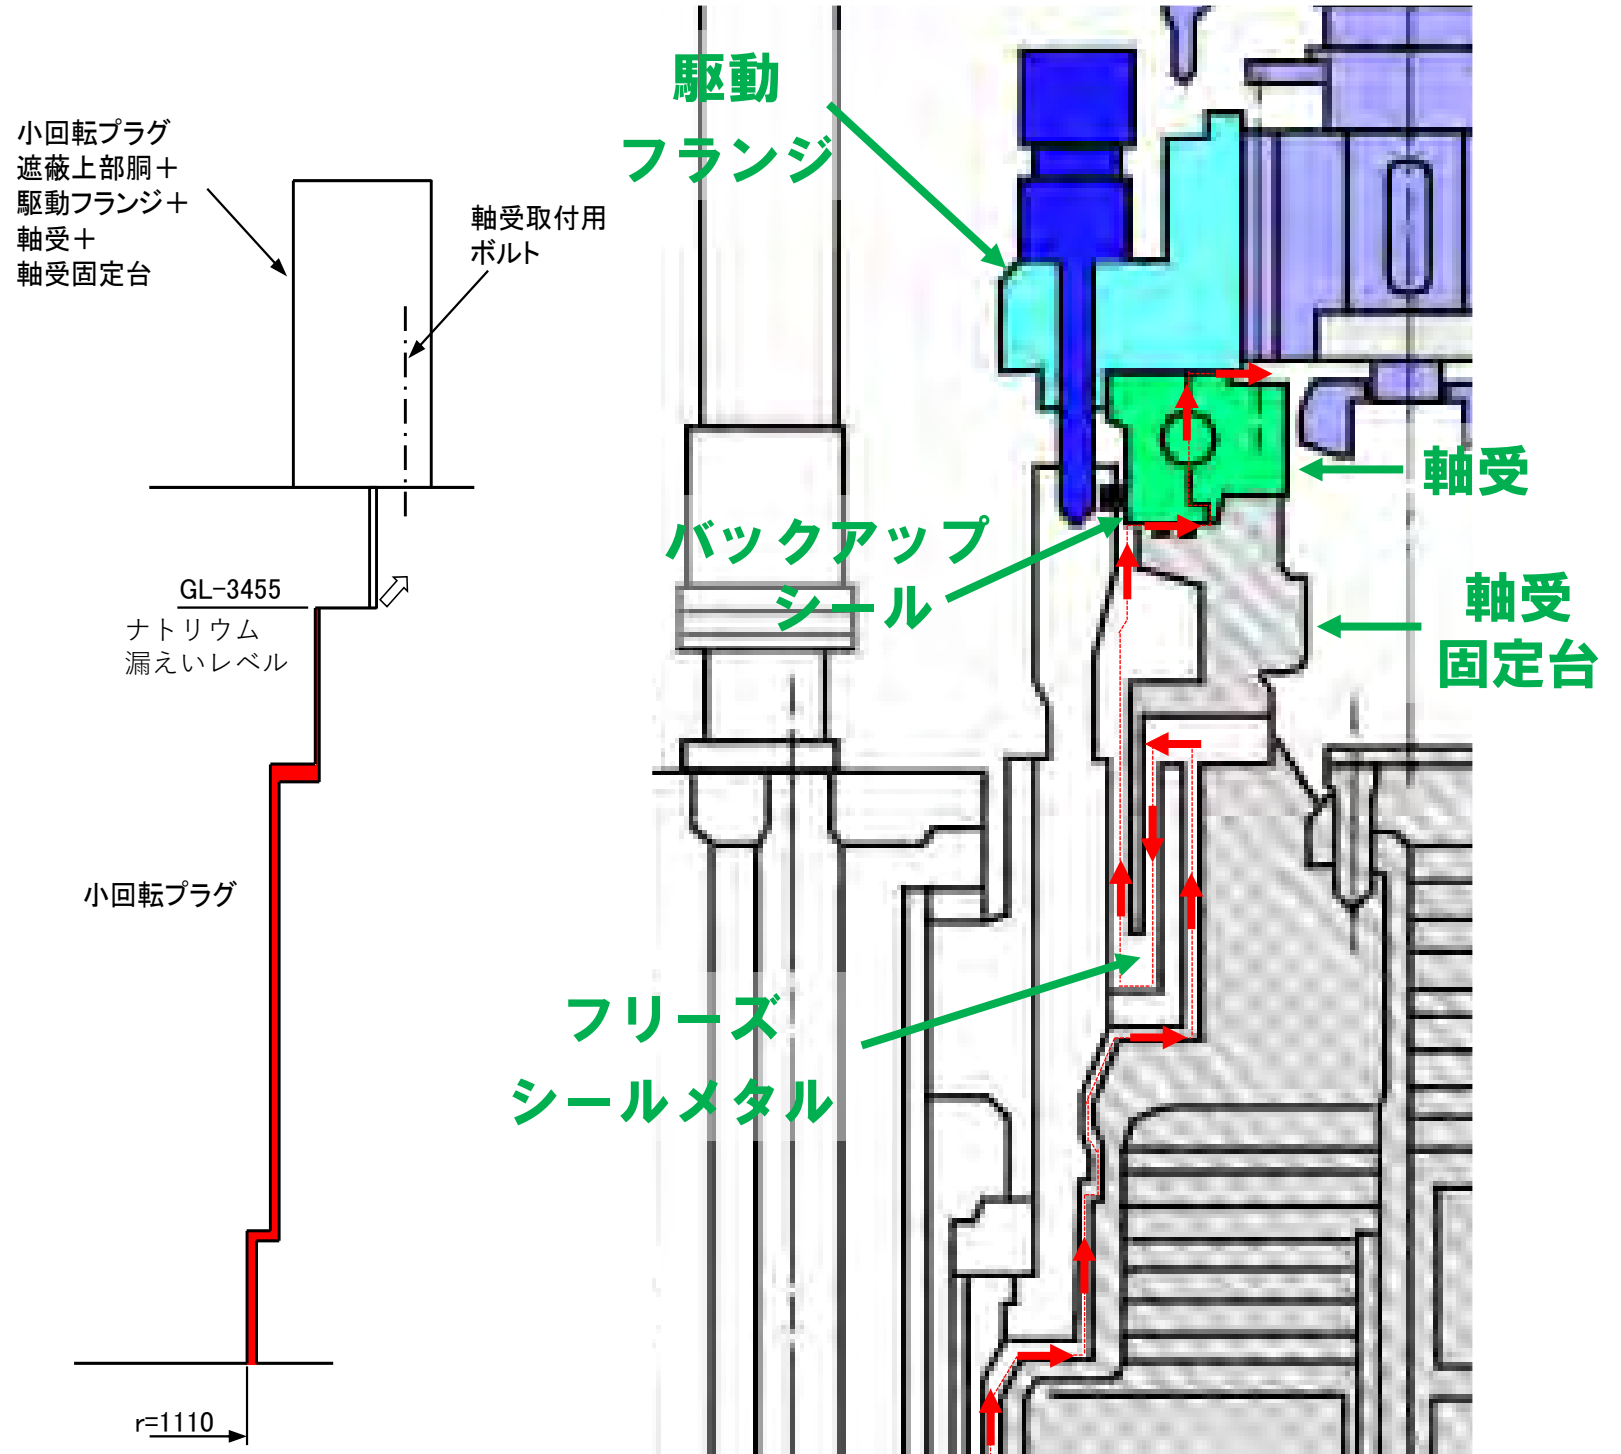 小回転プラグ
遮蔽上部胴＋
駆動フランジ＋
軸受＋
軸受固定台
軸受取付用
ボルト
GL-3455
ナトリウム
漏えいレベル
小回転プラグ
r=1110
駆動
フランジ
軸受
バックアップ
シール
軸受
固定台
フリーズ
シールメタル